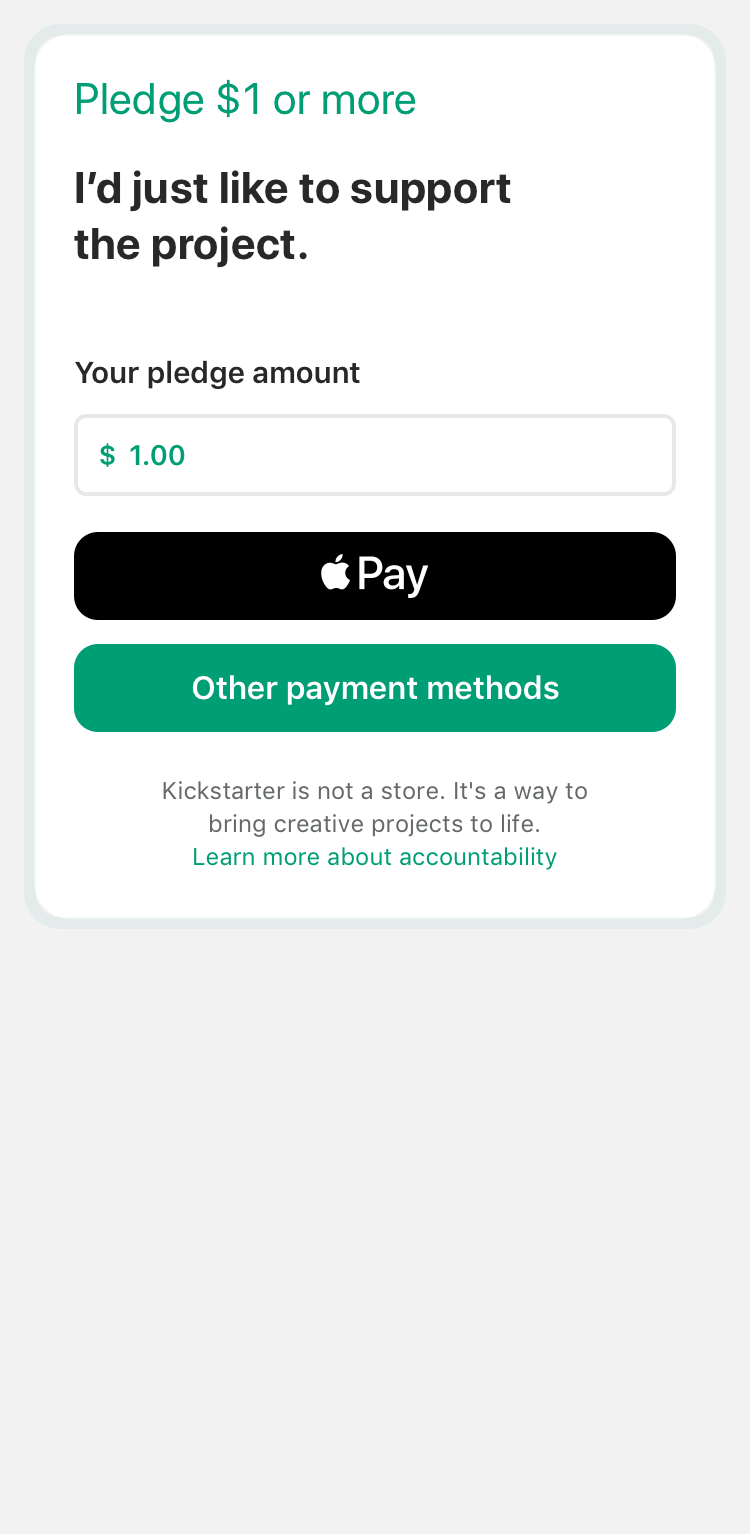 Pledge $1 or more
I’d just like to support
the project.
Your pledge amount
$ 1.00
Pay
Other payment methods
Kickstarter is not a store. It's a way to
bring creative projects to life.
Learn more about accountability